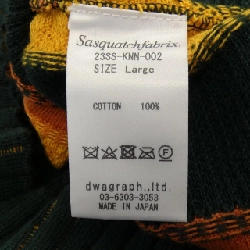 Sasquatchfabrix.
23SS-KNN-002
SIZE Large
COTTON 100%
dwagraph.,ltd.
03-6303-3053
MADE IN JAPAN